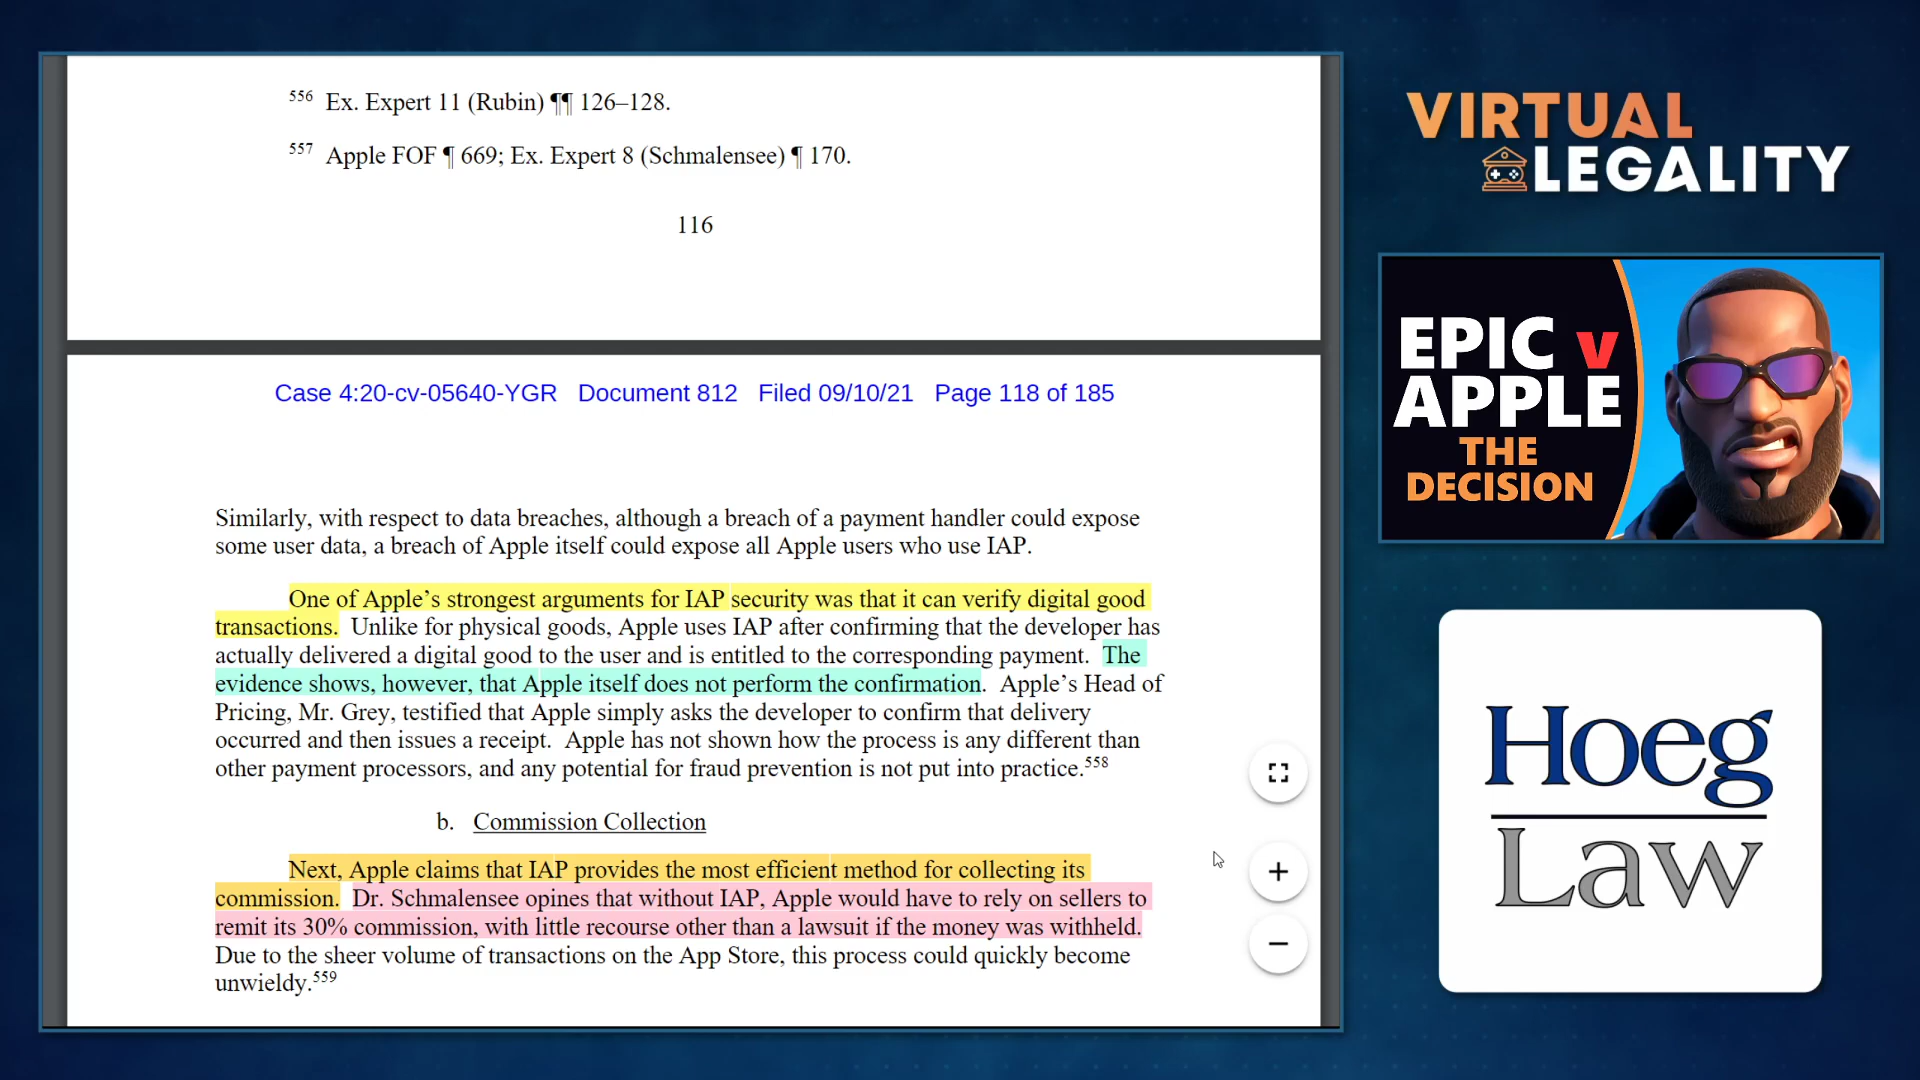 556 Ex. Expert 11 (Rubin) ¶¶ 126–128.
557 Apple FOF ¶ 669; Ex. Expert 8 (Schmalensee) ¶ 170.
116
Case 4:20-cv-05640-YGR Document 812 Filed 09/10/21 Page 118 of 185
Similarly, with respect to data breaches, although a breach of a payment handler could expose
some user data, a breach of Apple itself could expose all Apple users who use IAP.
One of Apple’s strongest arguments for IAP security was that it can verify digital good
transactions. Unlike for physical goods, Apple uses IAP after confirming that the developer has
actually delivered a digital good to the user and is entitled to the corresponding payment. The
evidence shows, however, that Apple itself does not perform the confirmation. Apple’s Head of
Pricing, Mr. Grey, testified that Apple simply asks the developer to confirm that delivery
occurred and then issues a receipt. Apple has not shown how the process is any different than
other payment processors, and any potential for fraud prevention is not put into practice.558
b. Commission Collection
Next, Apple claims that IAP provides the most efficient method for collecting its
commission. Dr. Schmalensee opines that without IAP, Apple would have to rely on sellers to
remit its 30% commission, with little recourse other than a lawsuit if the money was withheld.
Due to the sheer volume of transactions on the App Store, this process could quickly become
unwieldy.559
VIRTUAL
LEGALITY
EPIC v
APPLE
THE
DECISION
Hoeg
Law